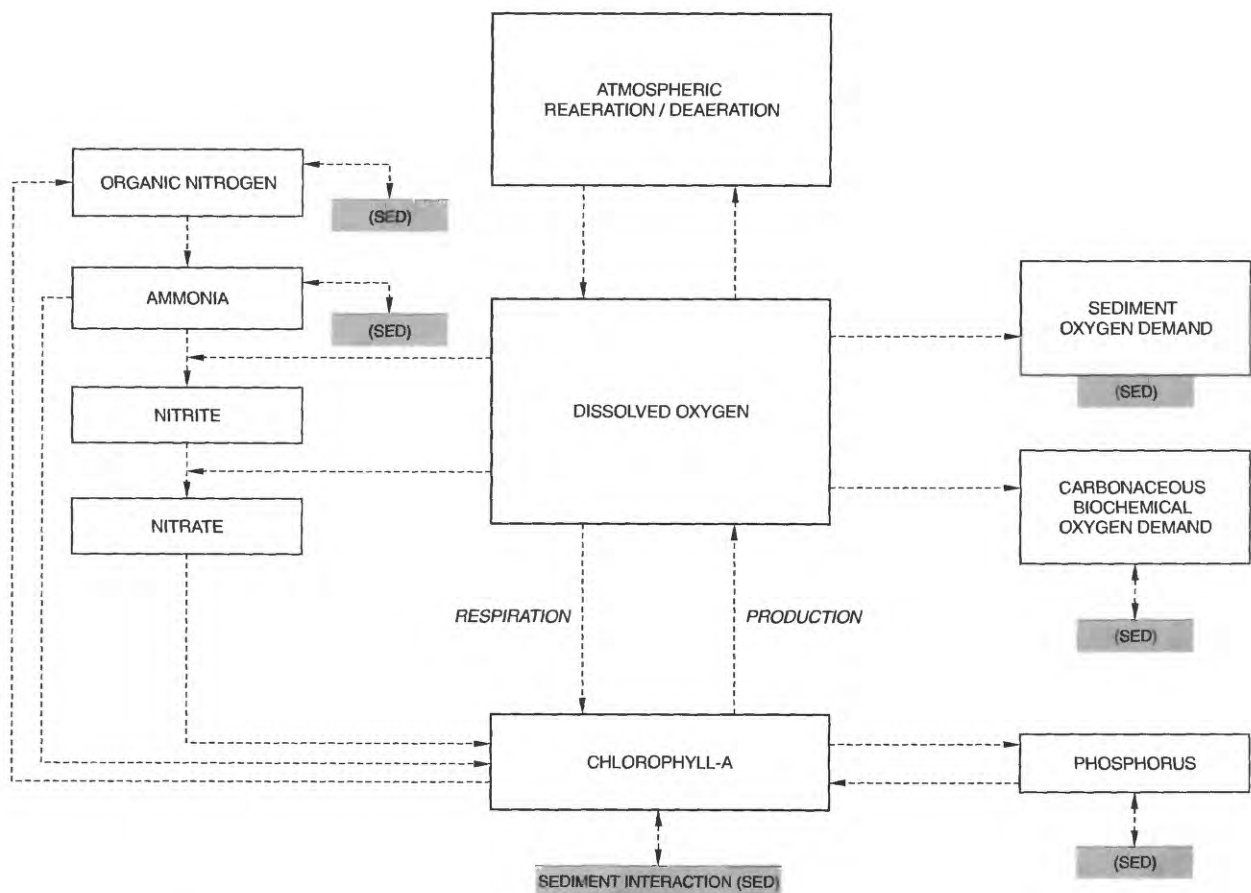 ATMOSPHERIC
REAERATION / DEAERATION
ORGANIC NITROGEN
(SED)
AMMONIA
(SED)
SEDIMENT
OXYGEN DEMAND
(SED)
NITRITE
DISSOLVED OXYGEN
NITRATE
CARBONACEOUS
BIOCHEMICAL
OXYGEN DEMAND
(SED)
RESPIRATION
PRODUCTION
CHLOROPHYLL-A
PHOSPHORUS
(SED)
SEDIMENT INTERACTION (SED)